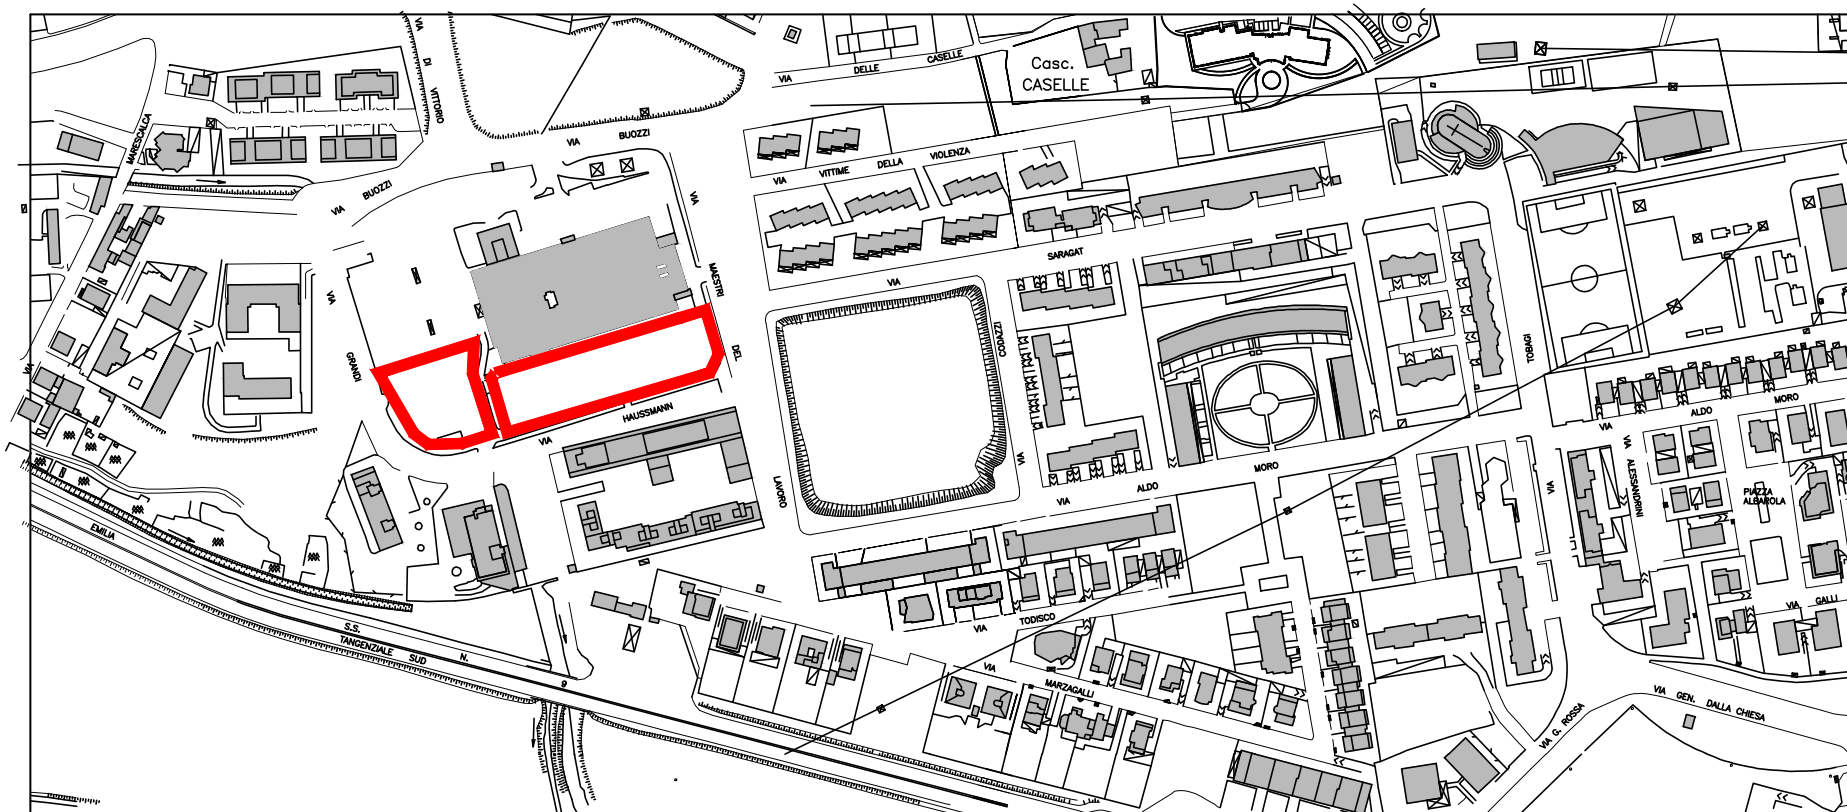 VIA
DI
VITTORIO
VIA
DELLE
CASELLE
Casc.
CASELLE
MARESCALCA
VIA
BUOZZI
VIA
BUOZZI
VIA
VITTIME
DELLA
VIOLENZA
VIA
MAESTRI
DEL
LAVORO
VIA
SARAGAT
VIA
GRANDI
VIA
HAUSSMANN
VIA
CODAZZI
VIA
TOBAGI
VIA
ALDO
MORO
VIA
ALDO
MORO
VIA
ALESSANDRINI
PIAZZA
ALBAROLA
VIA
EMILIA
S.S.
N.
9
TANGENZIALE
SUD
VIA
TODISCO
VIA
MARZAGALLI
VIA
GALLI
VIA G.
ROSSA
VIA
GEN.
DALLA CHIESA